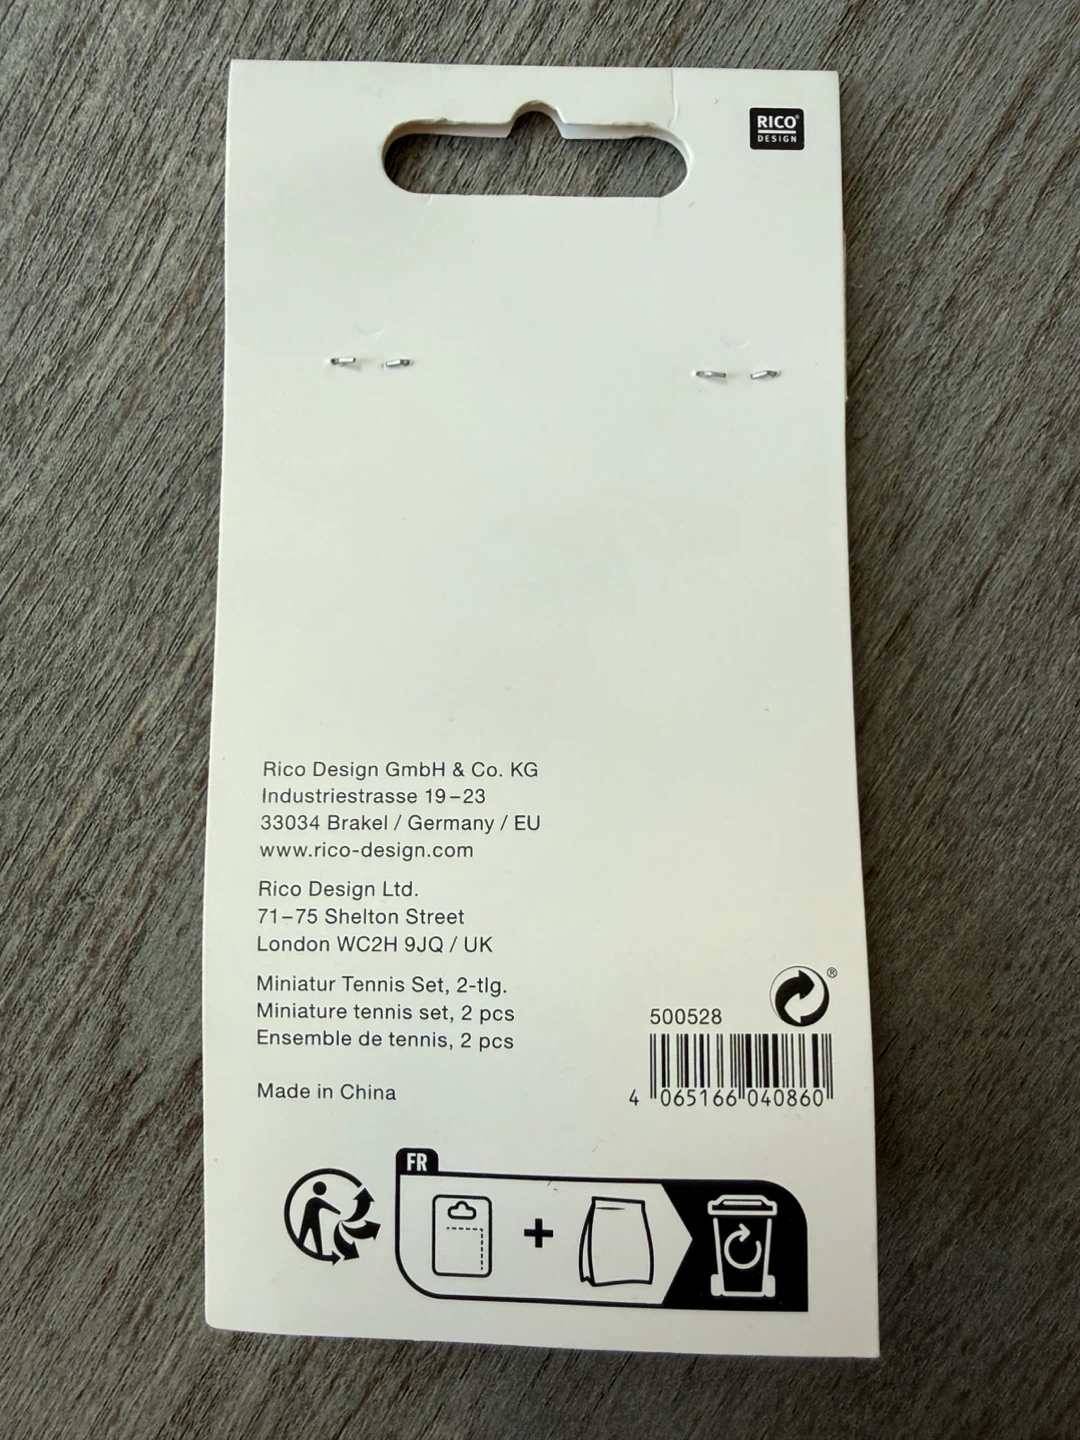 RICO®
DESIGN
Rico Design GmbH & Co. KG
Industriestrasse 19–23
33034 Brakel / Germany / EU
www.rico-design.com
Rico Design Ltd.
71–75 Shelton Street
London WC2H 9JQ / UK
Miniatur Tennis Set, 2-tlg.
Miniature tennis set, 2 pcs
Ensemble de tennis, 2 pcs
Made in China
®
500528
4 065166 040860
FR
+